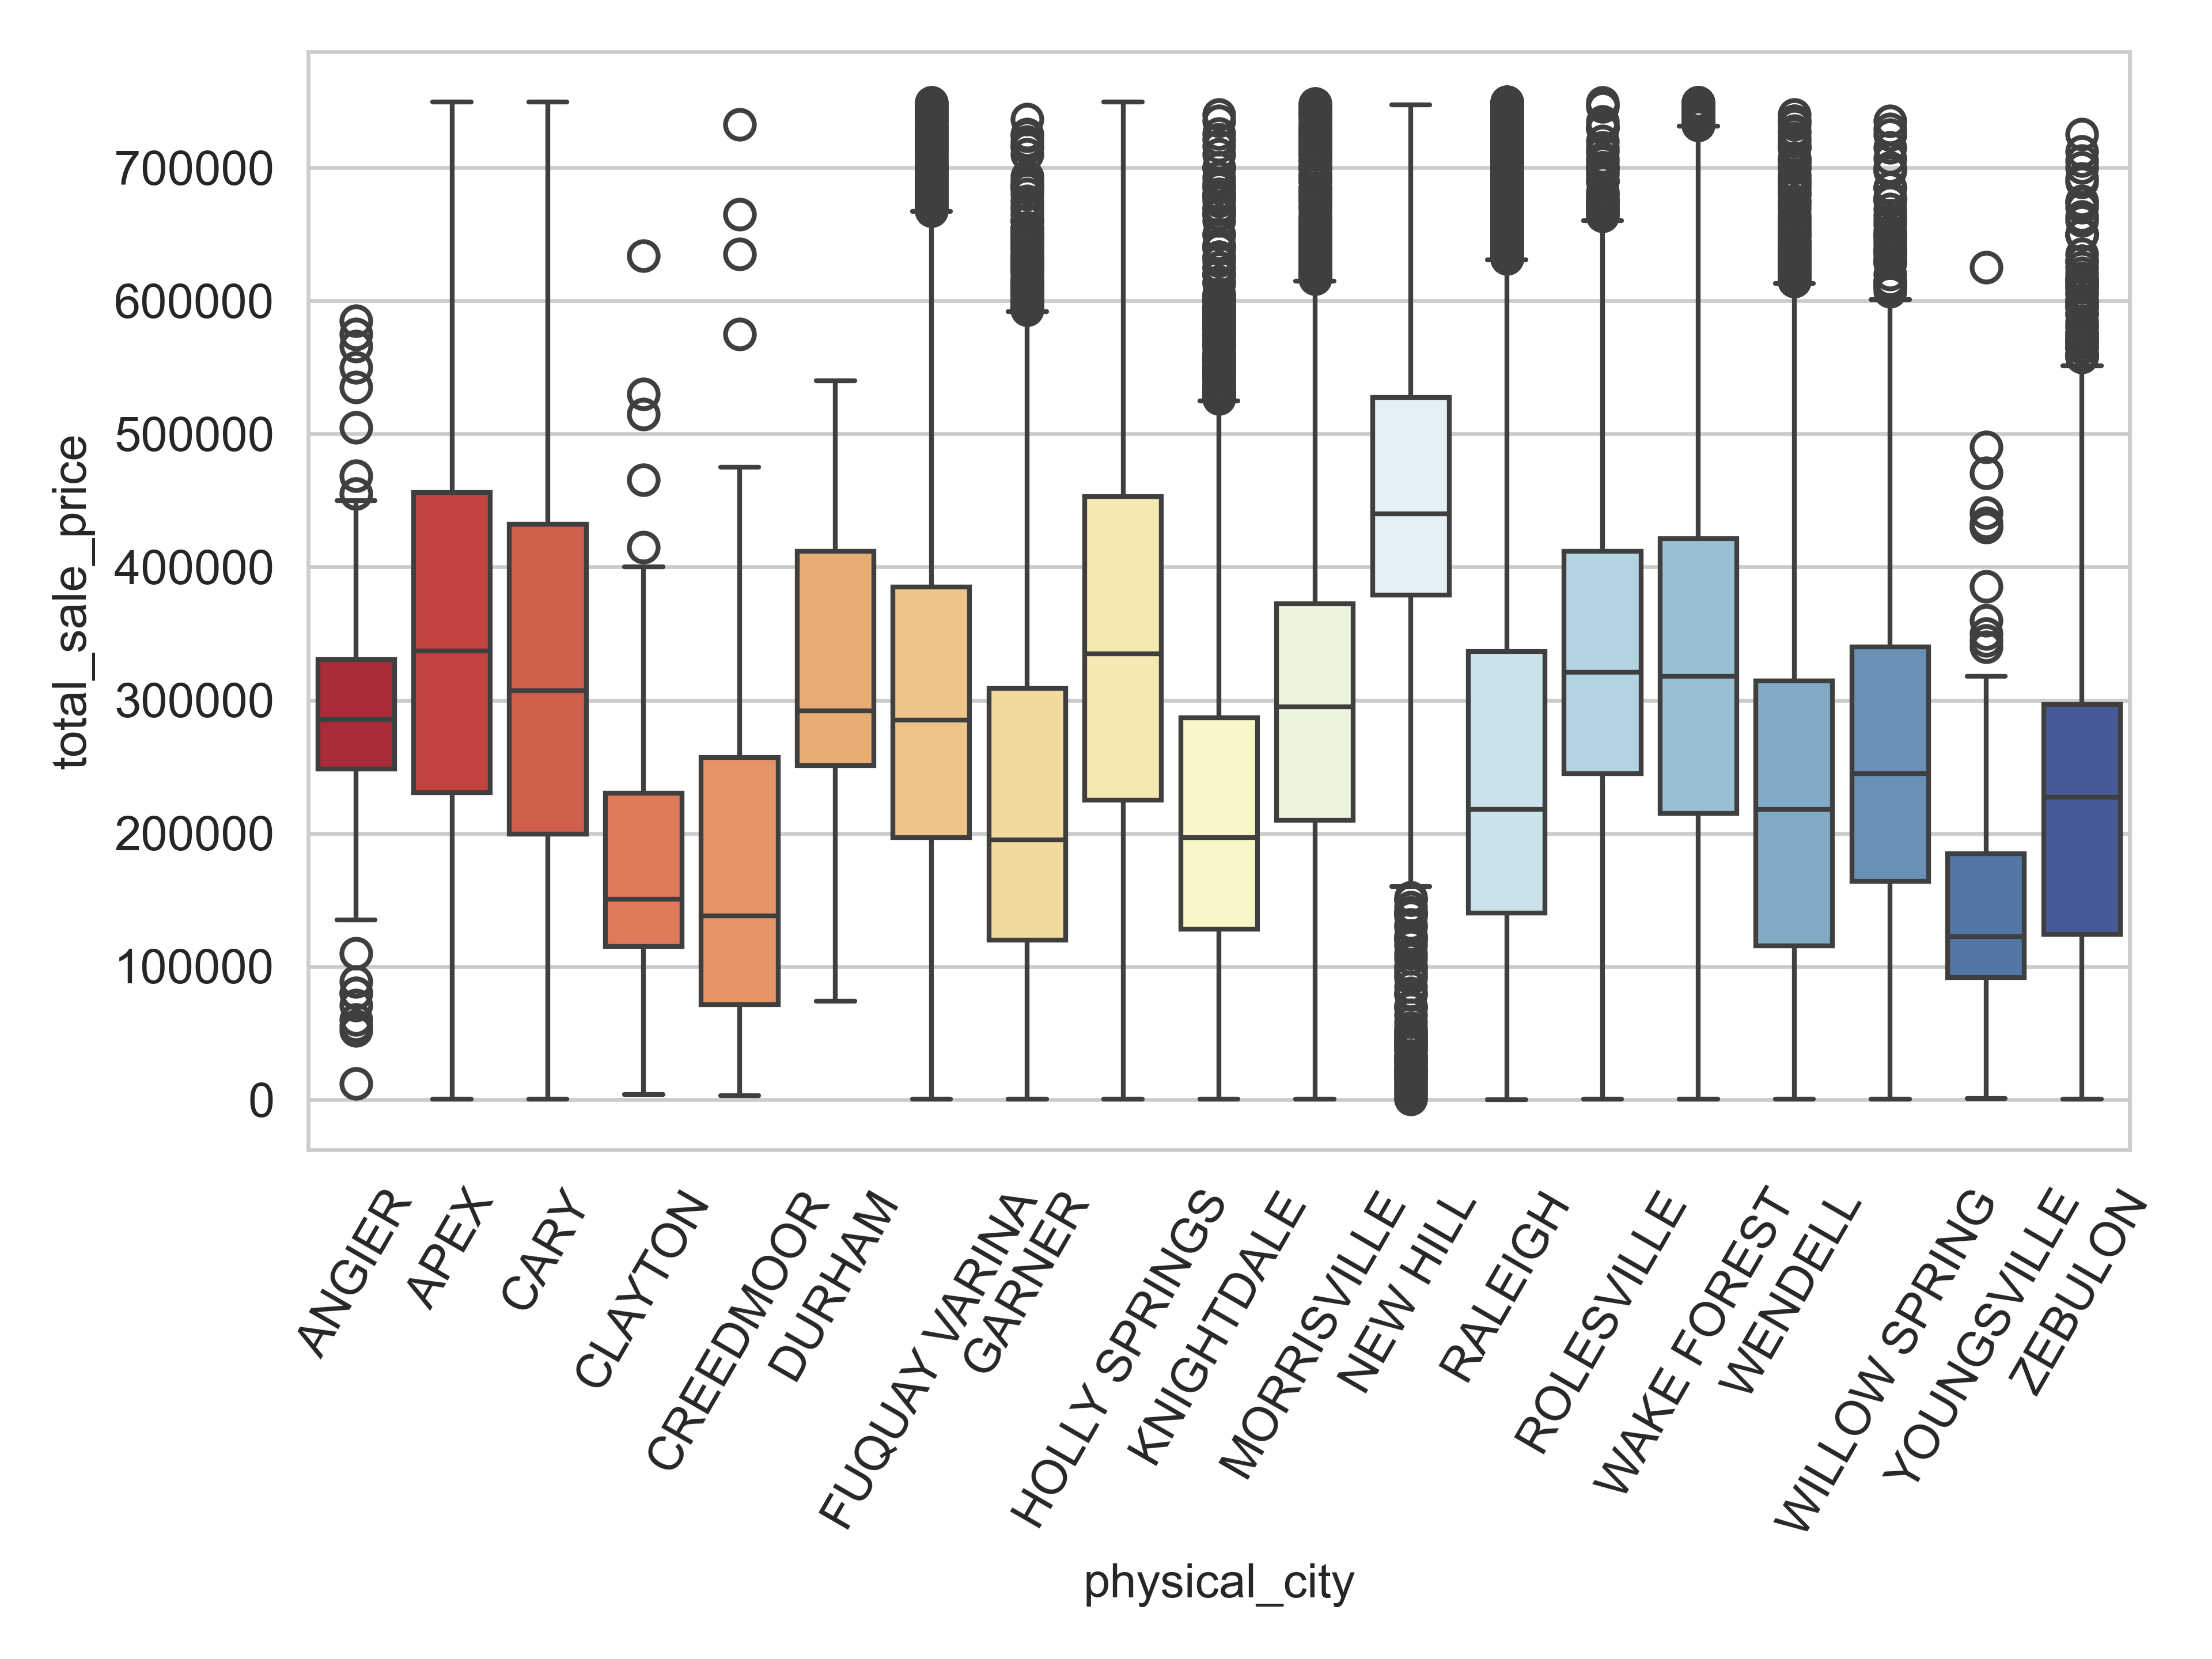 total_sale_price
700000
600000
500000
400000
300000
200000
100000
0
ANGIER
APEX
CARY
CLAYTON
CREEDMOOR
DURHAM
FUQUAY VARINA
GARNER
HOLLY SPRINGS
KNIGHTDALE
MORRISVILLE
NEW HILL
RALEIGH
ROLESVILLE
WAKE FOREST
WENDELL
WILLOW SPRING
YOUNGSVILLE
ZEBULON
physical_city